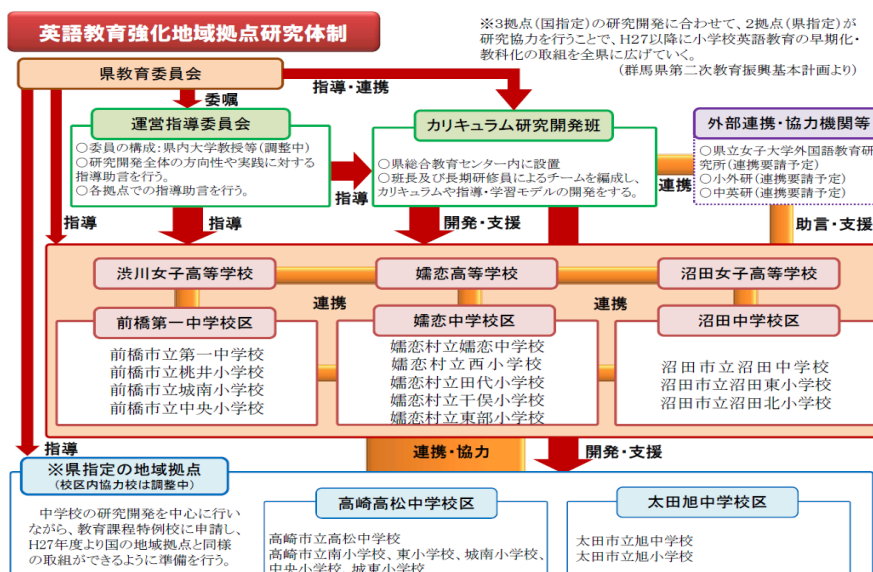 英語教育強化地域拠点研究体制
※3拠点(国指定)の研究開発に合わせて、2拠点(県指定)が
研究協力を行うことで、H27以降に小学校英語教育の早期化・
教科化の取組を全県に広げていく。
(群馬県第二次教育振興基本計画より)
県教育委員会
委嘱
指導・連携
運営指導委員会
○委員の構成:県内大学教授等(調整中)
○研究開発全体の方向性や実践に対する
指導助言を行う。
○各拠点での指導助言を行う。
指導
カリキュラム研究開発班
○県総合教育センター内に設置
○班長及び長期研修員によるチームを編成し、
カリキュラムや指導・学習モデルの開発をする。
連携
外部連携・協力機関等
○県立女子大学外国語教育研
究所(連携要請予定)
○小外研(連携要請予定)
○中英研(連携要請予定)
指導
指導
開発・支援
助言・支援
渋川女子高等学校
嬬恋高等学校
沼田女子高等学校
連携
連携
前橋第一中学校区
前橋市立第一中学校
前橋市立桃井小学校
前橋市立城南小学校
前橋市立中央小学校
嬬恋中学校区
嬬恋村立嬬恋中学校
嬬恋村立西小学校
嬬恋村立田代小学校
嬬恋村立干俣小学校
嬬恋村立東部小学校
沼田中学校区
沼田市立沼田中学校
沼田市立沼田東小学校
沼田市立沼田北小学校
指導
連携・協力
開発・支援
※県指定の地域拠点
(校区内協力校は調整中)
中学校の研究開発を中心に行い
ながら、教育課程特例校に申請し、
H27年度より国の地域拠点と同様
の取組ができるように準備を行う。
高崎高松中学校区
高崎市立高松中学校
高崎市立南小学校、東小学校、城南小学校、
中央小学校、城東小学校
太田旭中学校区
太田市立旭中学校
太田市立旭小学校